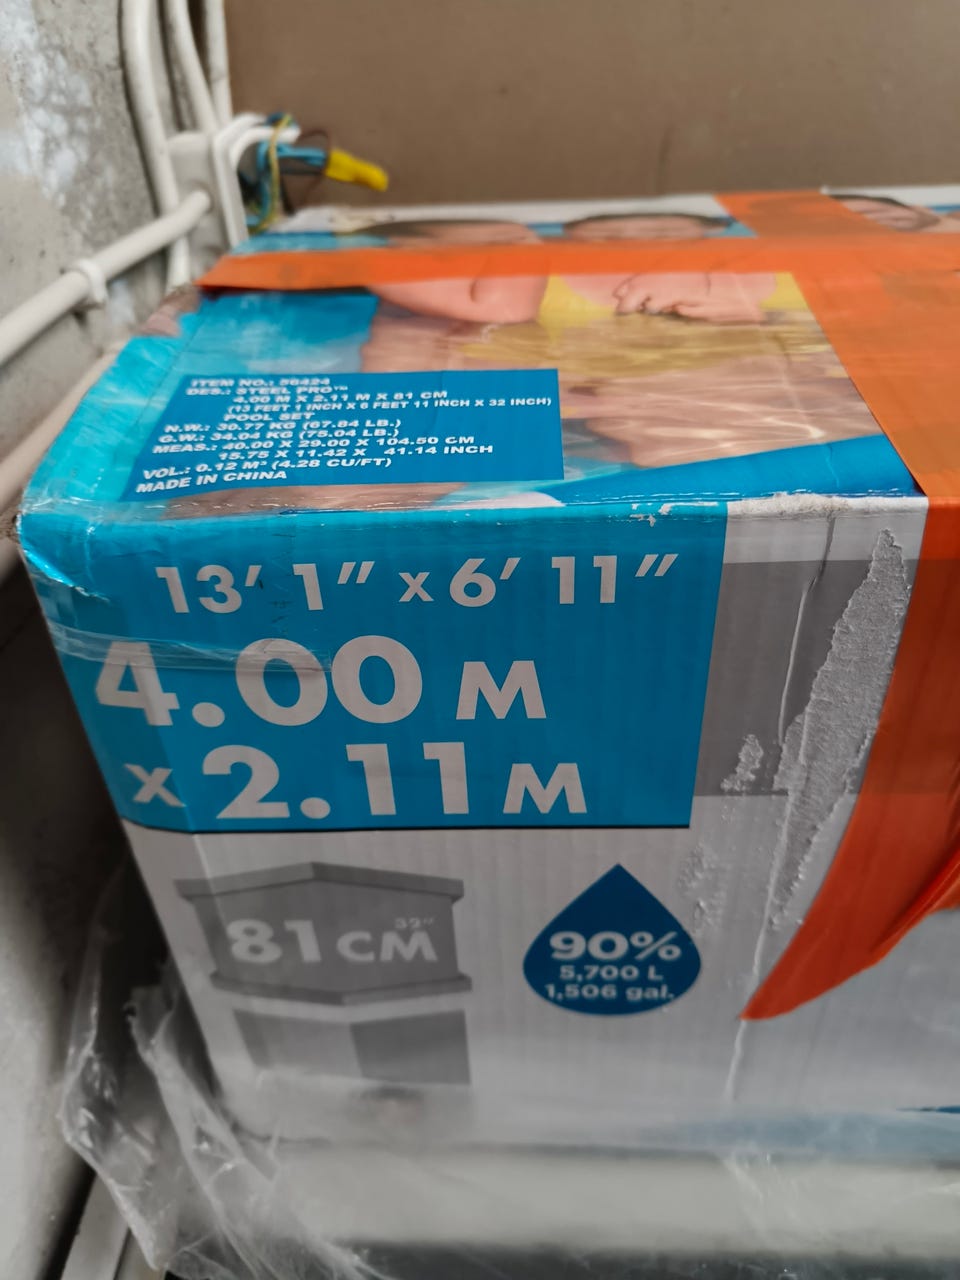 ITEM NO.: 56424
DES.: STEEL PRO™
4.00 M X 2.11 M X 81 CM
(13 FEET 1 INCH X 6 FEET 11 INCH X 32 INCH)
POOL SET
N.W.: 30.77 KG (67.84 LB.)
G.W.: 34.04 KG (75.04 LB.)
MEAS.: 40.00 X 29.00 X 104.50 CM
15.75 X 11.42 X 41.14 INCH
VOL.: 0.12 M³ (4.28 CU/FT)
MADE IN CHINA
13' 1" x 6' 11"
4.00 M
x 2.11 M
32"
81 CM
90%
5,700 L
1,506 gal.